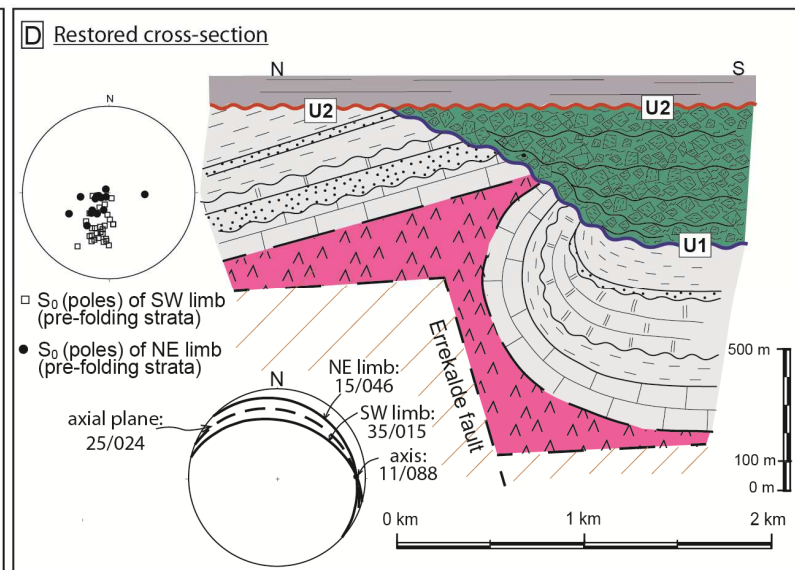 D Restored cross-section
N S
U2 U2
U1
N
S0 (poles) of SW limb
(pre-folding strata)
S0 (poles) of NE limb
(pre-folding strata)
Errekalde fault
N
NE limb:
15/046
SW limb:
35/015
axial plane:
25/024
axis:
11/088
500 m
100 m
0 m
0 km 1 km 2 km